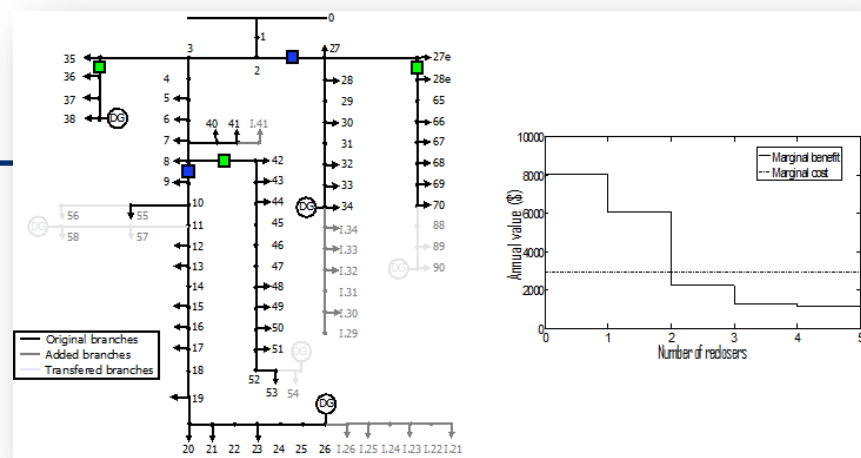 0
1
3
2
27
35
27e
36
4
28
28e
37
5
29
65
38
DG
6
30
66
40
41
I.41
7
31
67
8
42
32
68
9
43
33
69
10
44
DG
34
70
56
55
11
45
I.34
88
DG
58
57
12
46
I.33
89
13
47
I.32
DG
90
14
48
I.31
15
49
I.30
16
50
I.29
17
51
DG
18
52
53
54
19
DG
20
21
22
23
24
25
26
I.26
I.25
I.24
I.23
I.22
I.21
Original branches
Added branches
Transfered branches
10000
8000
6000
4000
2000
0
Annual value ($)
Marginal benefit
Marginal cost
0
1
2
3
4
5
Number of reclosers